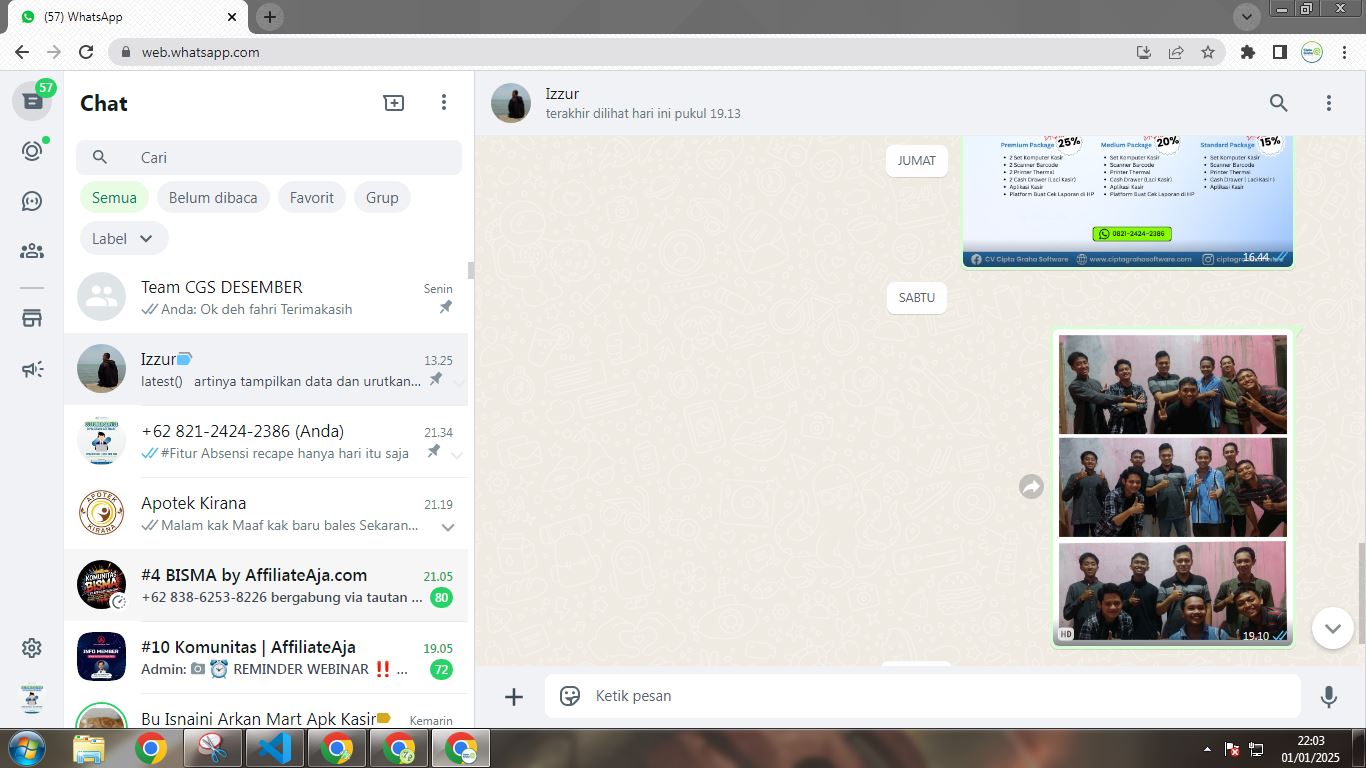 (57) WhatsApp
web.whatsapp.com
57
Chat
Cari
Semua
Belum dibaca
Favorit
Grup
Label
Team CGS DESEMBER
Senin
Anda: Ok deh fahri Terimakasih
Izzur
13.25
latest() artinya tampilkan data dan urutkan...
+62 821-2424-2386 (Anda)
21.34
#Fitur Absensi recape hanya hari itu saja
APOTEK
KIRANA
Apotek Kirana
21.19
Malam kak Maaf kak baru bales Sekaran...
KOMUNITAS
BISMA
#4 BISMA by AffiliateAja.com
21.05
+62 838-6253-8226 bergabung via tautan ...
80
INFO MEMBER
#10 Komunitas | AffiliateAja
19.05
Admin: REMINDER WEBINAR ...
72
Bu Isnaini Arkan Mart Apk Kasir
Kemarin
Izzur
terakhir dilihat hari ini pukul 19.13
JUMAT
Premium Package 25%
2 Set Komputer Kasir
2 Scanner Barcode
2 Primer Thermal
2 Cash Drawer (Laci Kasir)
Aplikasi Kasir
Platform Buat Cek Laporan di HP
Medium Package 20%
Set Komputer Kasir
Scanner Barcode
Printer Thermal
Cash Drawer (Laci Kasir)
Aplikasi Kasir
Platform Buat Cek Laporan di HP
Standard Package 15%
Set Komputer Kasir
Scanner Barcode
Printer Thermal
Cash Drawer ( Laci Kasir )
Aplikasi Kasir
0821-2424-2386
CV Cipta Graha Software
www.ciptagrahasoftware.com
16.44
SABTU
HD
19.10
Ketik pesan
22:03
01/01/2025